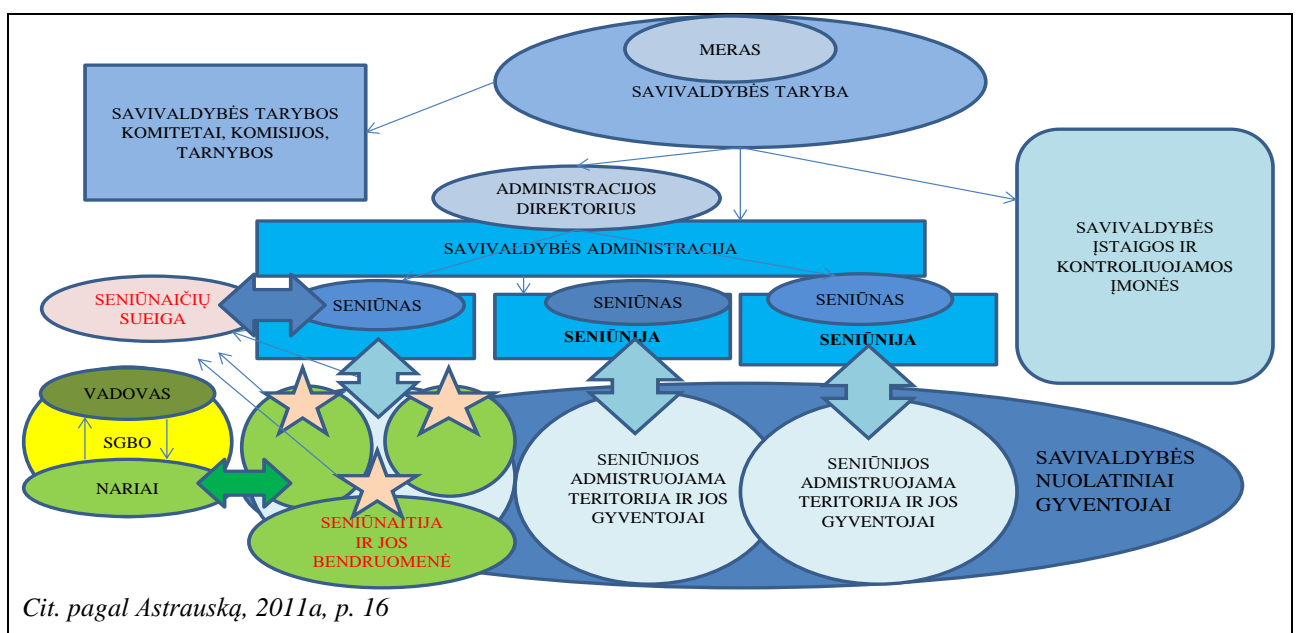 MERAS
SAVIVALDYBĖS TARYBA
SAVIVALDYBĖS TARYBOS
KOMITETAI, KOMISIJOS,
TARNYBOS
ADMINISTRACIJOS
DIREKTORIUS
SAVIVALDYBĖS ADMINISTRACIJA
SAVIVALDYBĖS
ĮSTAIGOS IR
KONTROLIUOJAMOS
ĮMONĖS
SENIŪNAIČIŲ
SUEIGA
SENIŪNAS
SENIŪNAS
SENIŪNIJA
SENIŪNAS
SENIŪNIJA
VADOVAS
SGBO
NARIAI
SENIŪNAITIJA
IR JOS
BENDRUOMENĖ
SENIŪNIJOS
ADMISTRUOJAMA
TERITORIJA IR JOS
GYVENTOJAI
SENIŪNIJOS
ADMISTRUOJAMA
TERITORIJA IR JOS
GYVENTOJAI
SAVIVALDYBĖS
NUOLATINIAI
GYVENTOJAI
Cit. pagal Astrauską, 2011a, p. 16